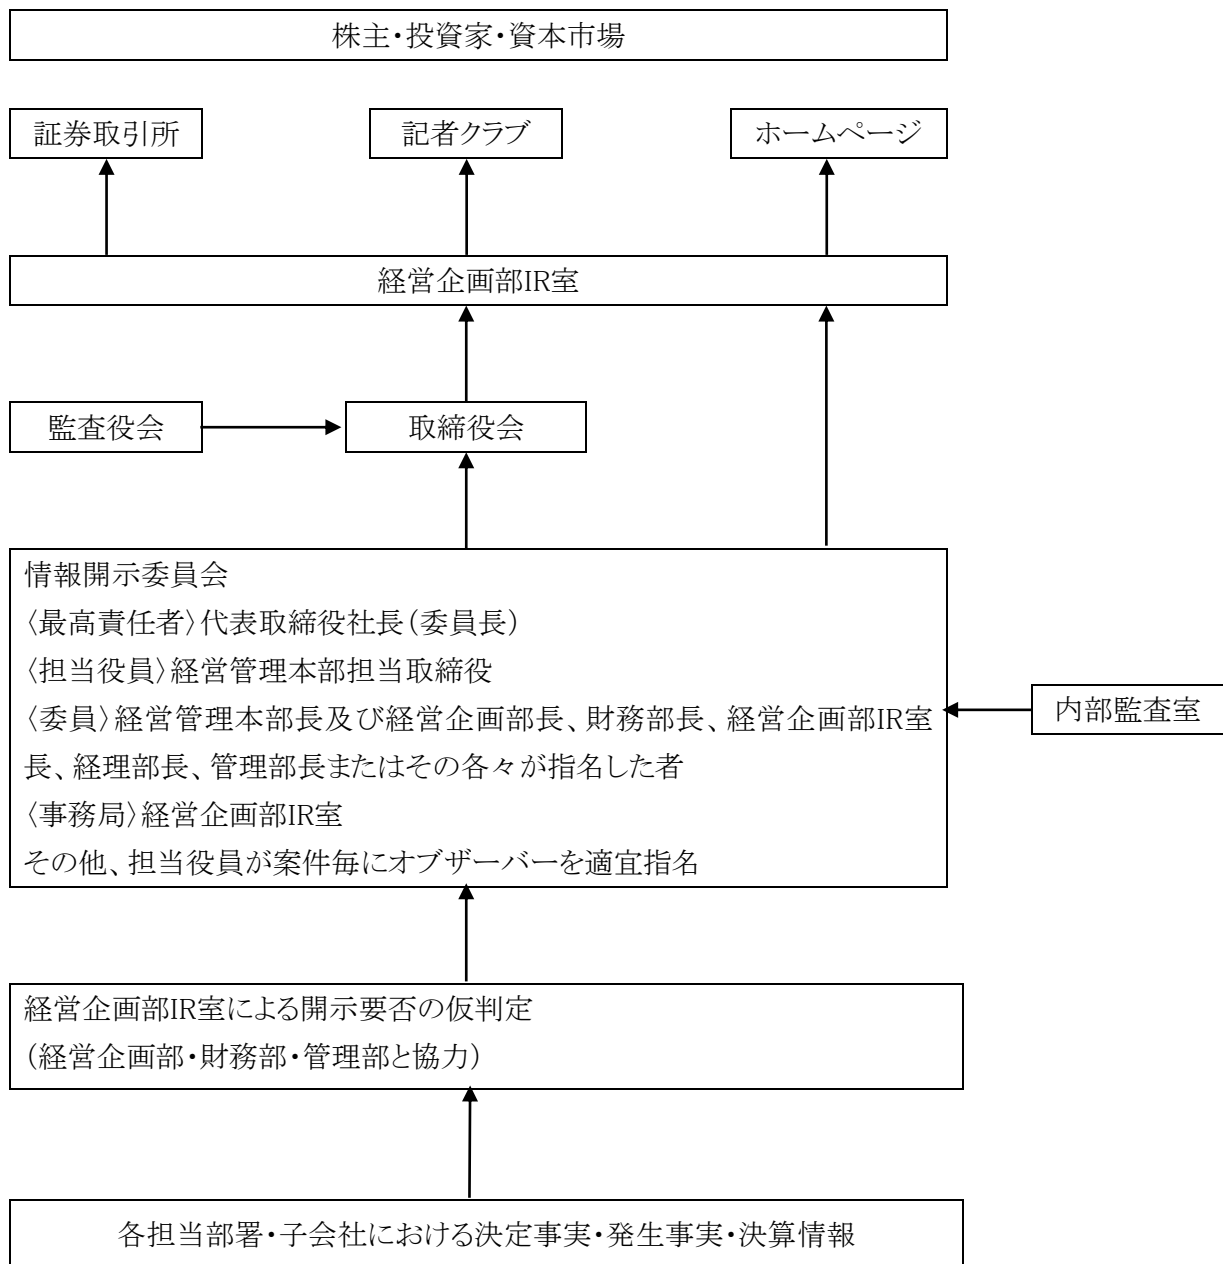 株主・投資家・資本市場
証券取引所
記者クラブ
ホームページ
経営企画部IR室
監査役会
取締役会
情報開示委員会
〈最高責任者〉代表取締役社長（委員長）
〈担当役員〉経営管理本部担当取締役
〈委員〉経営管理本部長及び経営企画部長、財務部長、経営企画部IR室
長、経理部長、管理部長またはその各々が指名した者
〈事務局〉経営企画部IR室
その他、担当役員が案件毎にオブザーバーを適宜指名
内部監査室
経営企画部IR室による開示要否の仮判定
（経営企画部・財務部・管理部と協力）
各担当部署・子会社における決定事実・発生事実・決算情報